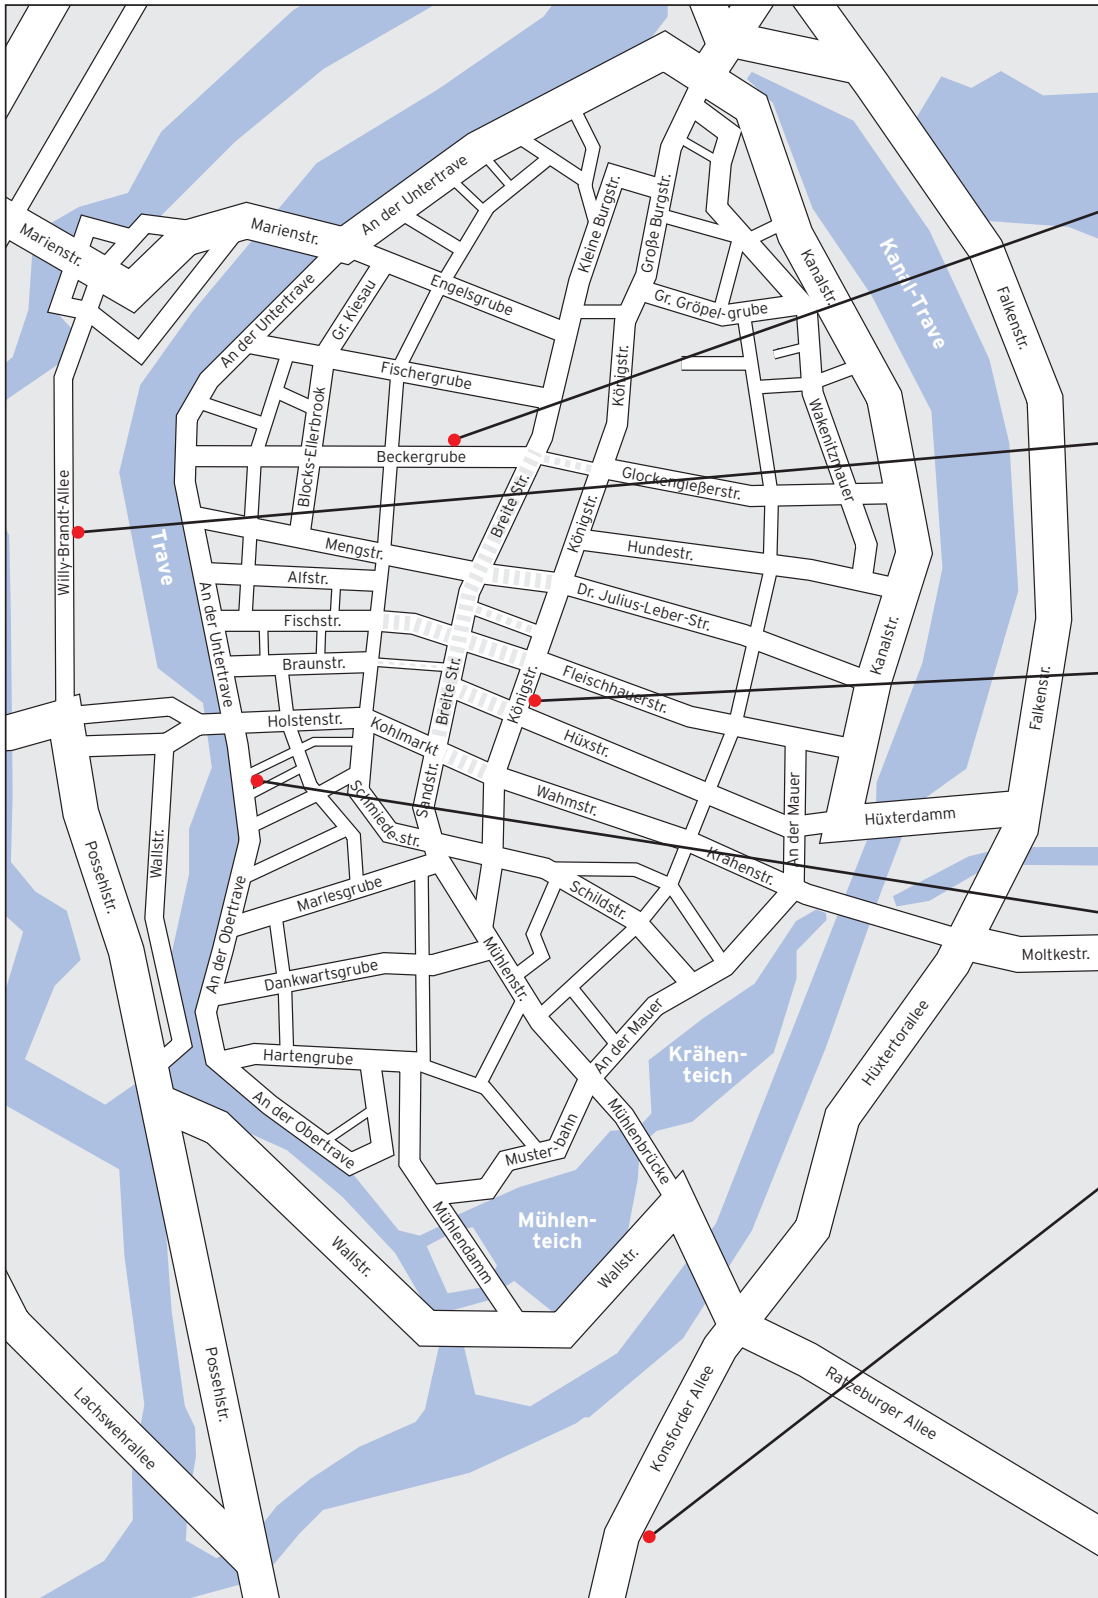 Marienstr.
Marienstr.
An der Untertrave
An der Untertrave
Gr. Kiesau
Engelsgrube
Kleine Burgstr.
Große Burgstr.
Gr. Gröpel-grube
Kanalstr.
Kanal-Trave
Falkenstr.
Fischergrube
Königstr.
Blocks-Ellerbrook
Beckergrube
Wakenitzmauer
Glockengießerstr.
Willy-Brandt-Allee
Trave
Breite Str.
Königstr.
Mengstr.
Hundestr.
Alfstr.
Dr. Julius-Leber-Str.
An der Untertrave
Fischstr.
Kanalstr.
Braunstr.
Breite Str.
Königstr.
Fleischhauerstr.
Falkenstr.
Holstenstr.
Kohlmarkt
Hüxstr.
Sandstr.
Wahmstr.
An der Mauer
Hüxterdamm
Schmiede-str.
Possehlstr.
Wallstr.
Krähenstr.
Marlesgrube
Schildstr.
An der Obertrave
Dankwartsgrube
Mühlenstr.
Moltkestr.
Hartengrube
An der Mauer
Krähen-
teich
Hüxtertorallee
An der Obertrave
Muster-bahn
Mühlenbrücke
Mühlen-
teich
Mühlendamm
Wallstr.
Wallstr.
Possehlstr.
Lachswehrallee
Konsforder Allee
Ratzeburger Allee